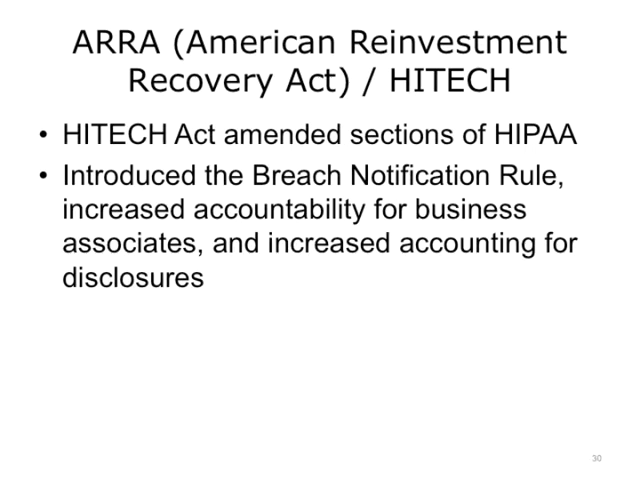 ARRA (American Reinvestment
Recovery Act) / HITECH
• HITECH Act amended sections of HIPAA
• Introduced the Breach Notification Rule,
increased accountability for business
associates, and increased accounting for
disclosures
30